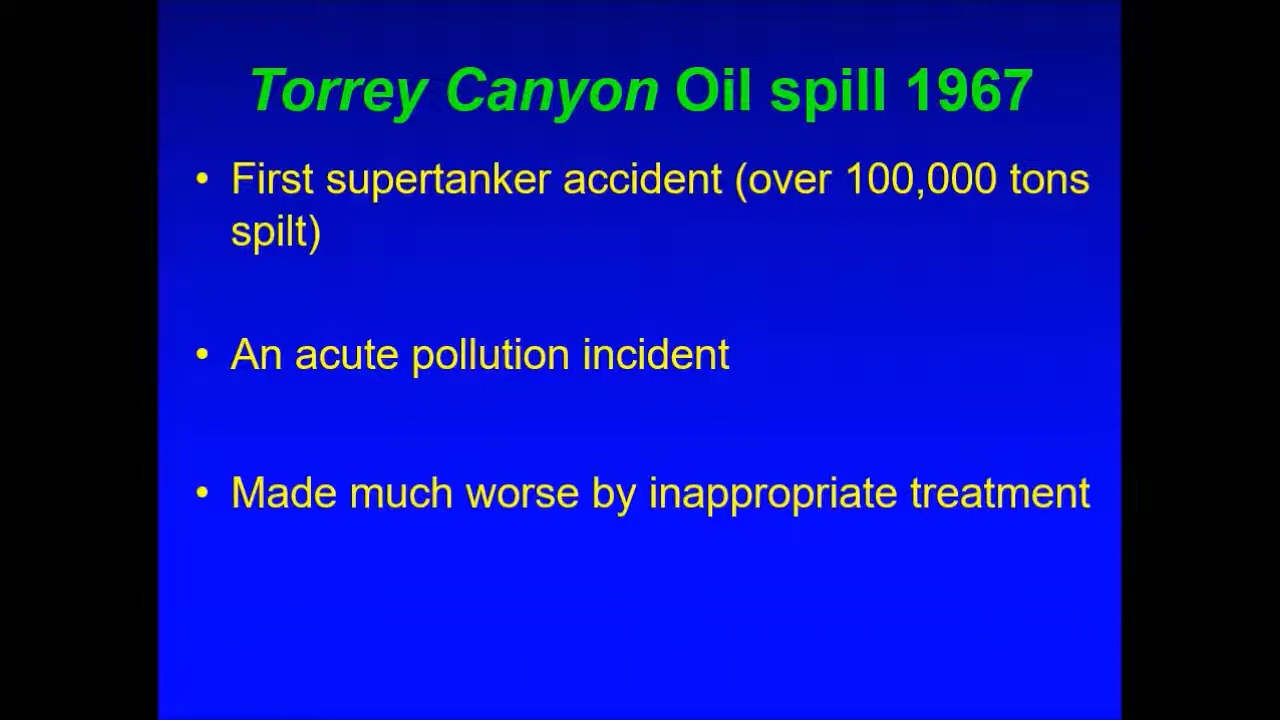 Torrey Canyon Oil spill 1967
• First supertanker accident (over 100,000 tons
spilt)
• An acute pollution incident
• Made much worse by inappropriate treatment